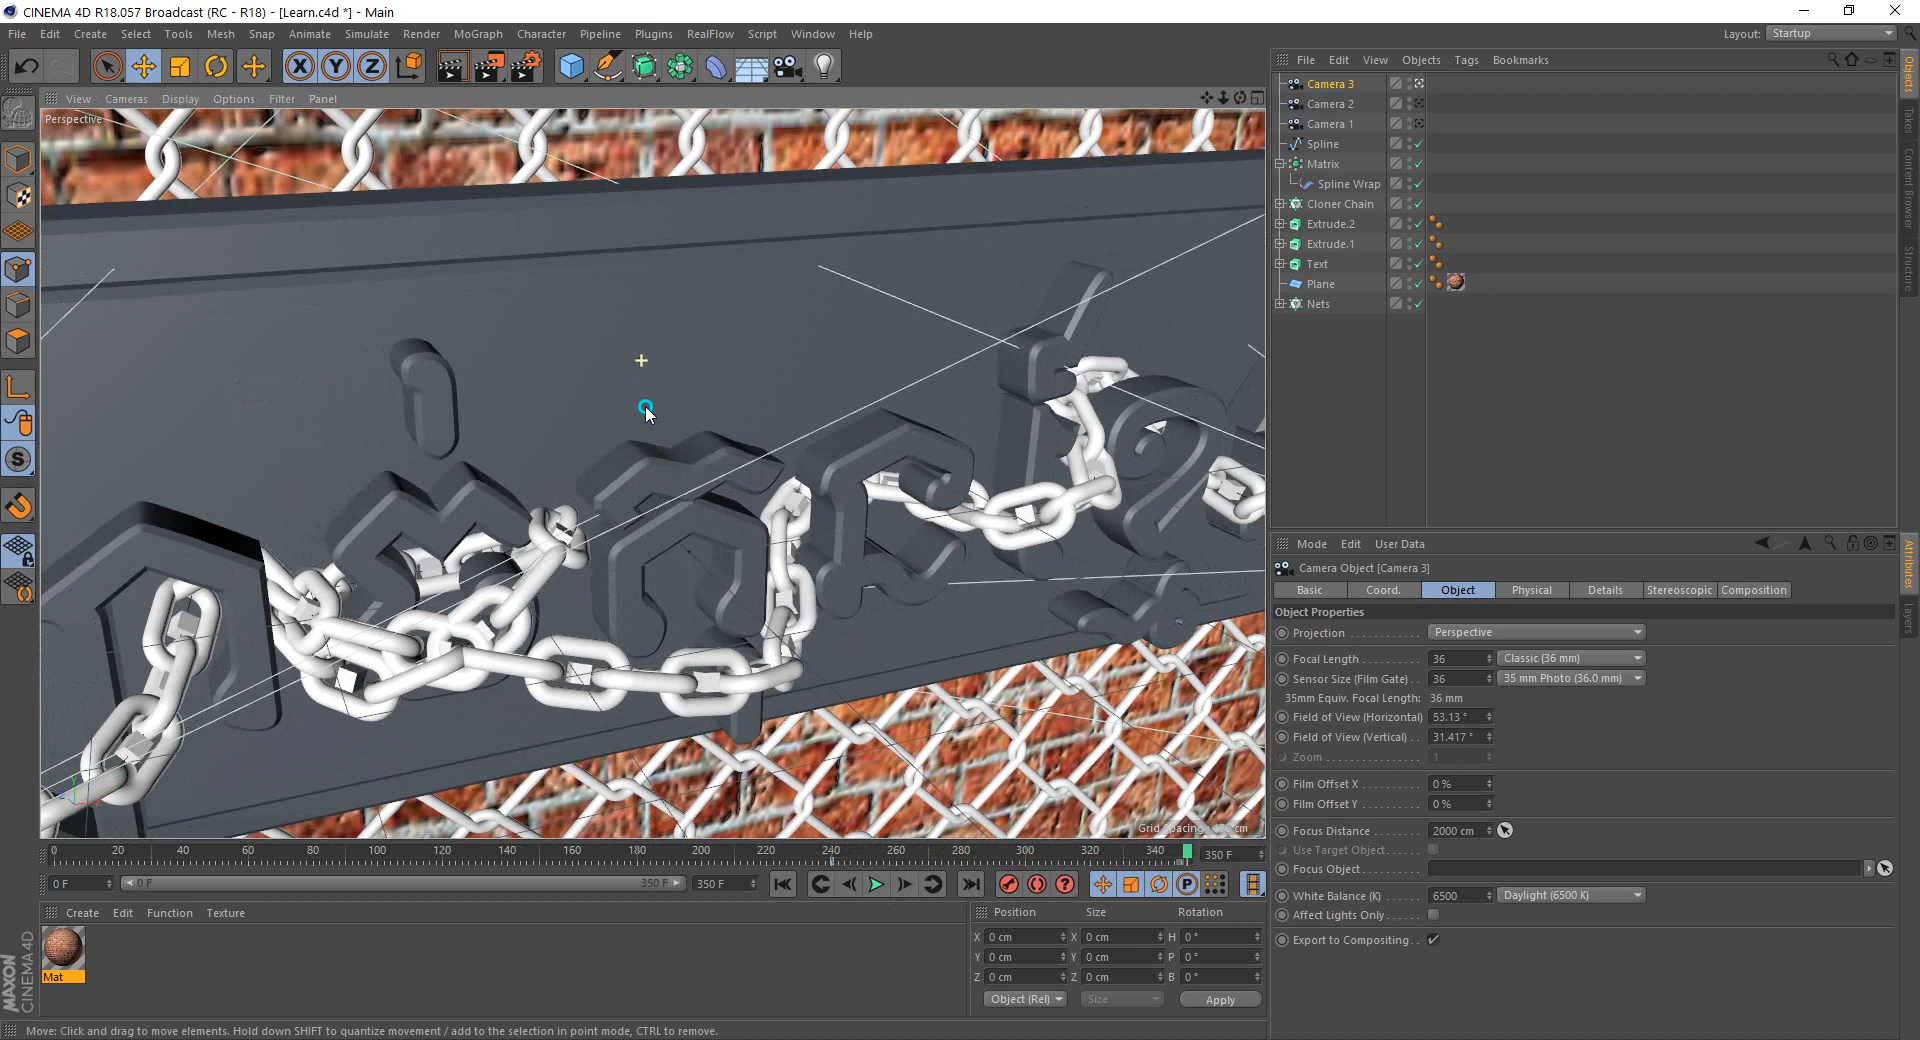 CINEMA 4D R18.057 Broadcast (RC - R18) - [Learn.c4d *] - Main
File Edit Create Select Tools Mesh Snap Animate Simulate Render MoGraph Character Pipeline Plugins RealFlow Script Window Help
Layout: Startup
View Cameras Display Options Filter Panel
Perspective
File Edit View Objects Tags Bookmarks
Camera 3
Camera 2
Camera 1
Spline
Matrix
Spline Wrap
Cloner Chain
Extrude.2
Extrude.1
Text
Plane
Nets
Objects
Takes
Content Browser
Structure
Mode Edit User Data
Camera Object [Camera 3]
Basic Coord. Object Physical Details Stereoscopic Composition
Object Properties
Projection Perspective
Focal Length 36 Classic (36 mm)
Sensor Size (Film Gate) 36 35 mm Photo (36.0 mm)
35mm Equiv. Focal Length: 36 mm
Field of View (Horizontal) 53.13 °
Field of View (Vertical) 31.417 °
Zoom 1
Film Offset X 0 %
Film Offset Y 0 %
Focus Distance 2000 cm
Use Target Object
Focus Object
White Balance (K) 6500 Daylight (6500 K)
Affect Lights Only
Export to Compositing
Attributes
Layers
0 20 40 60 80 100 120 140 160 180 200 220 240 260 280 300 320 340 350 F
0 F 0 F 350 F 350 F
Create Edit Function Texture
Mat
Position Size Rotation
X 0 cm X 0 cm H 0 °
Y 0 cm Y 0 cm P 0 °
Z 0 cm Z 0 cm B 0 °
Object (Rel) Size Apply
MAXON
CINEMA 4D
Move: Click and drag to move elements. Hold down SHIFT to quantize movement / add to the selection in point mode, CTRL to remove.